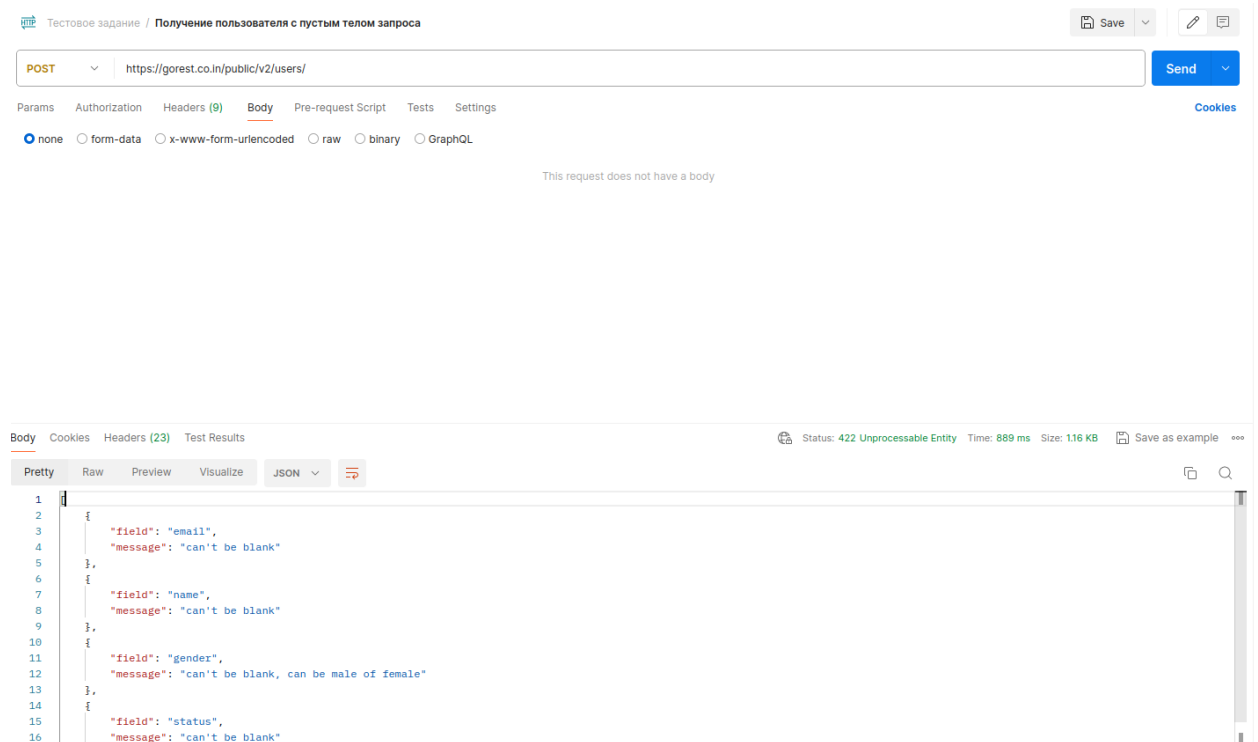 HTTP Тестовое задание / Получение пользователя с пустым телом запроса Save
POST https://gorest.co.in/public/v2/users/ Send
Params Authorization Headers (9) Body Pre-request Script Tests Settings Cookies
none form-data x-www-form-urlencoded raw binary GraphQL
This request does not have a body
Body Cookies Headers (23) Test Results Status: 422 Unprocessable Entity Time: 889 ms Size: 1.16 KB Save as example
Pretty Raw Preview Visualize JSON
1 [
2 {
3 "field": "email",
4 "message": "can't be blank"
5 },
6 {
7 "field": "name",
8 "message": "can't be blank"
9 },
10 {
11 "field": "gender",
12 "message": "can't be blank, can be male of female"
13 },
14 {
15 "field": "status",
16 "message": "can't be blank"